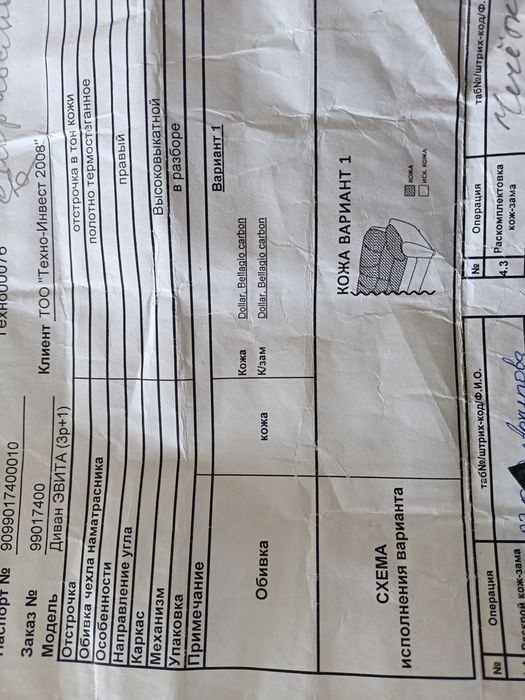 Паспорт № 9099017400010
Техно00076
Заказ № 99017400
Клиент ТОО "Техно-Инвест 2008"
Модель Диван ЭВИТА (3р+1)
Отстрочка отстрочка в тон кожи
Обивка чехла наматрасника полотно термостеганное
Особенности
Направление угла правый
Каркас
Механизм Высоковыкатной
Упаковка в разборе
Примечание
Вариант 1
Обивка кожа
Кожа Dollar, Bellagio carbon
К/зам Dollar, Bellagio carbon
СХЕМА
исполнения варианта
КОЖА ВАРИАНТ 1
КОЖА
ИСК. КОЖА
№ Операция таб№/штрих-код/Ф.И.О. № Операция таб№/штрих-код/Ф.
4.3 Раскомплектовка
кож-зама
кож-зама